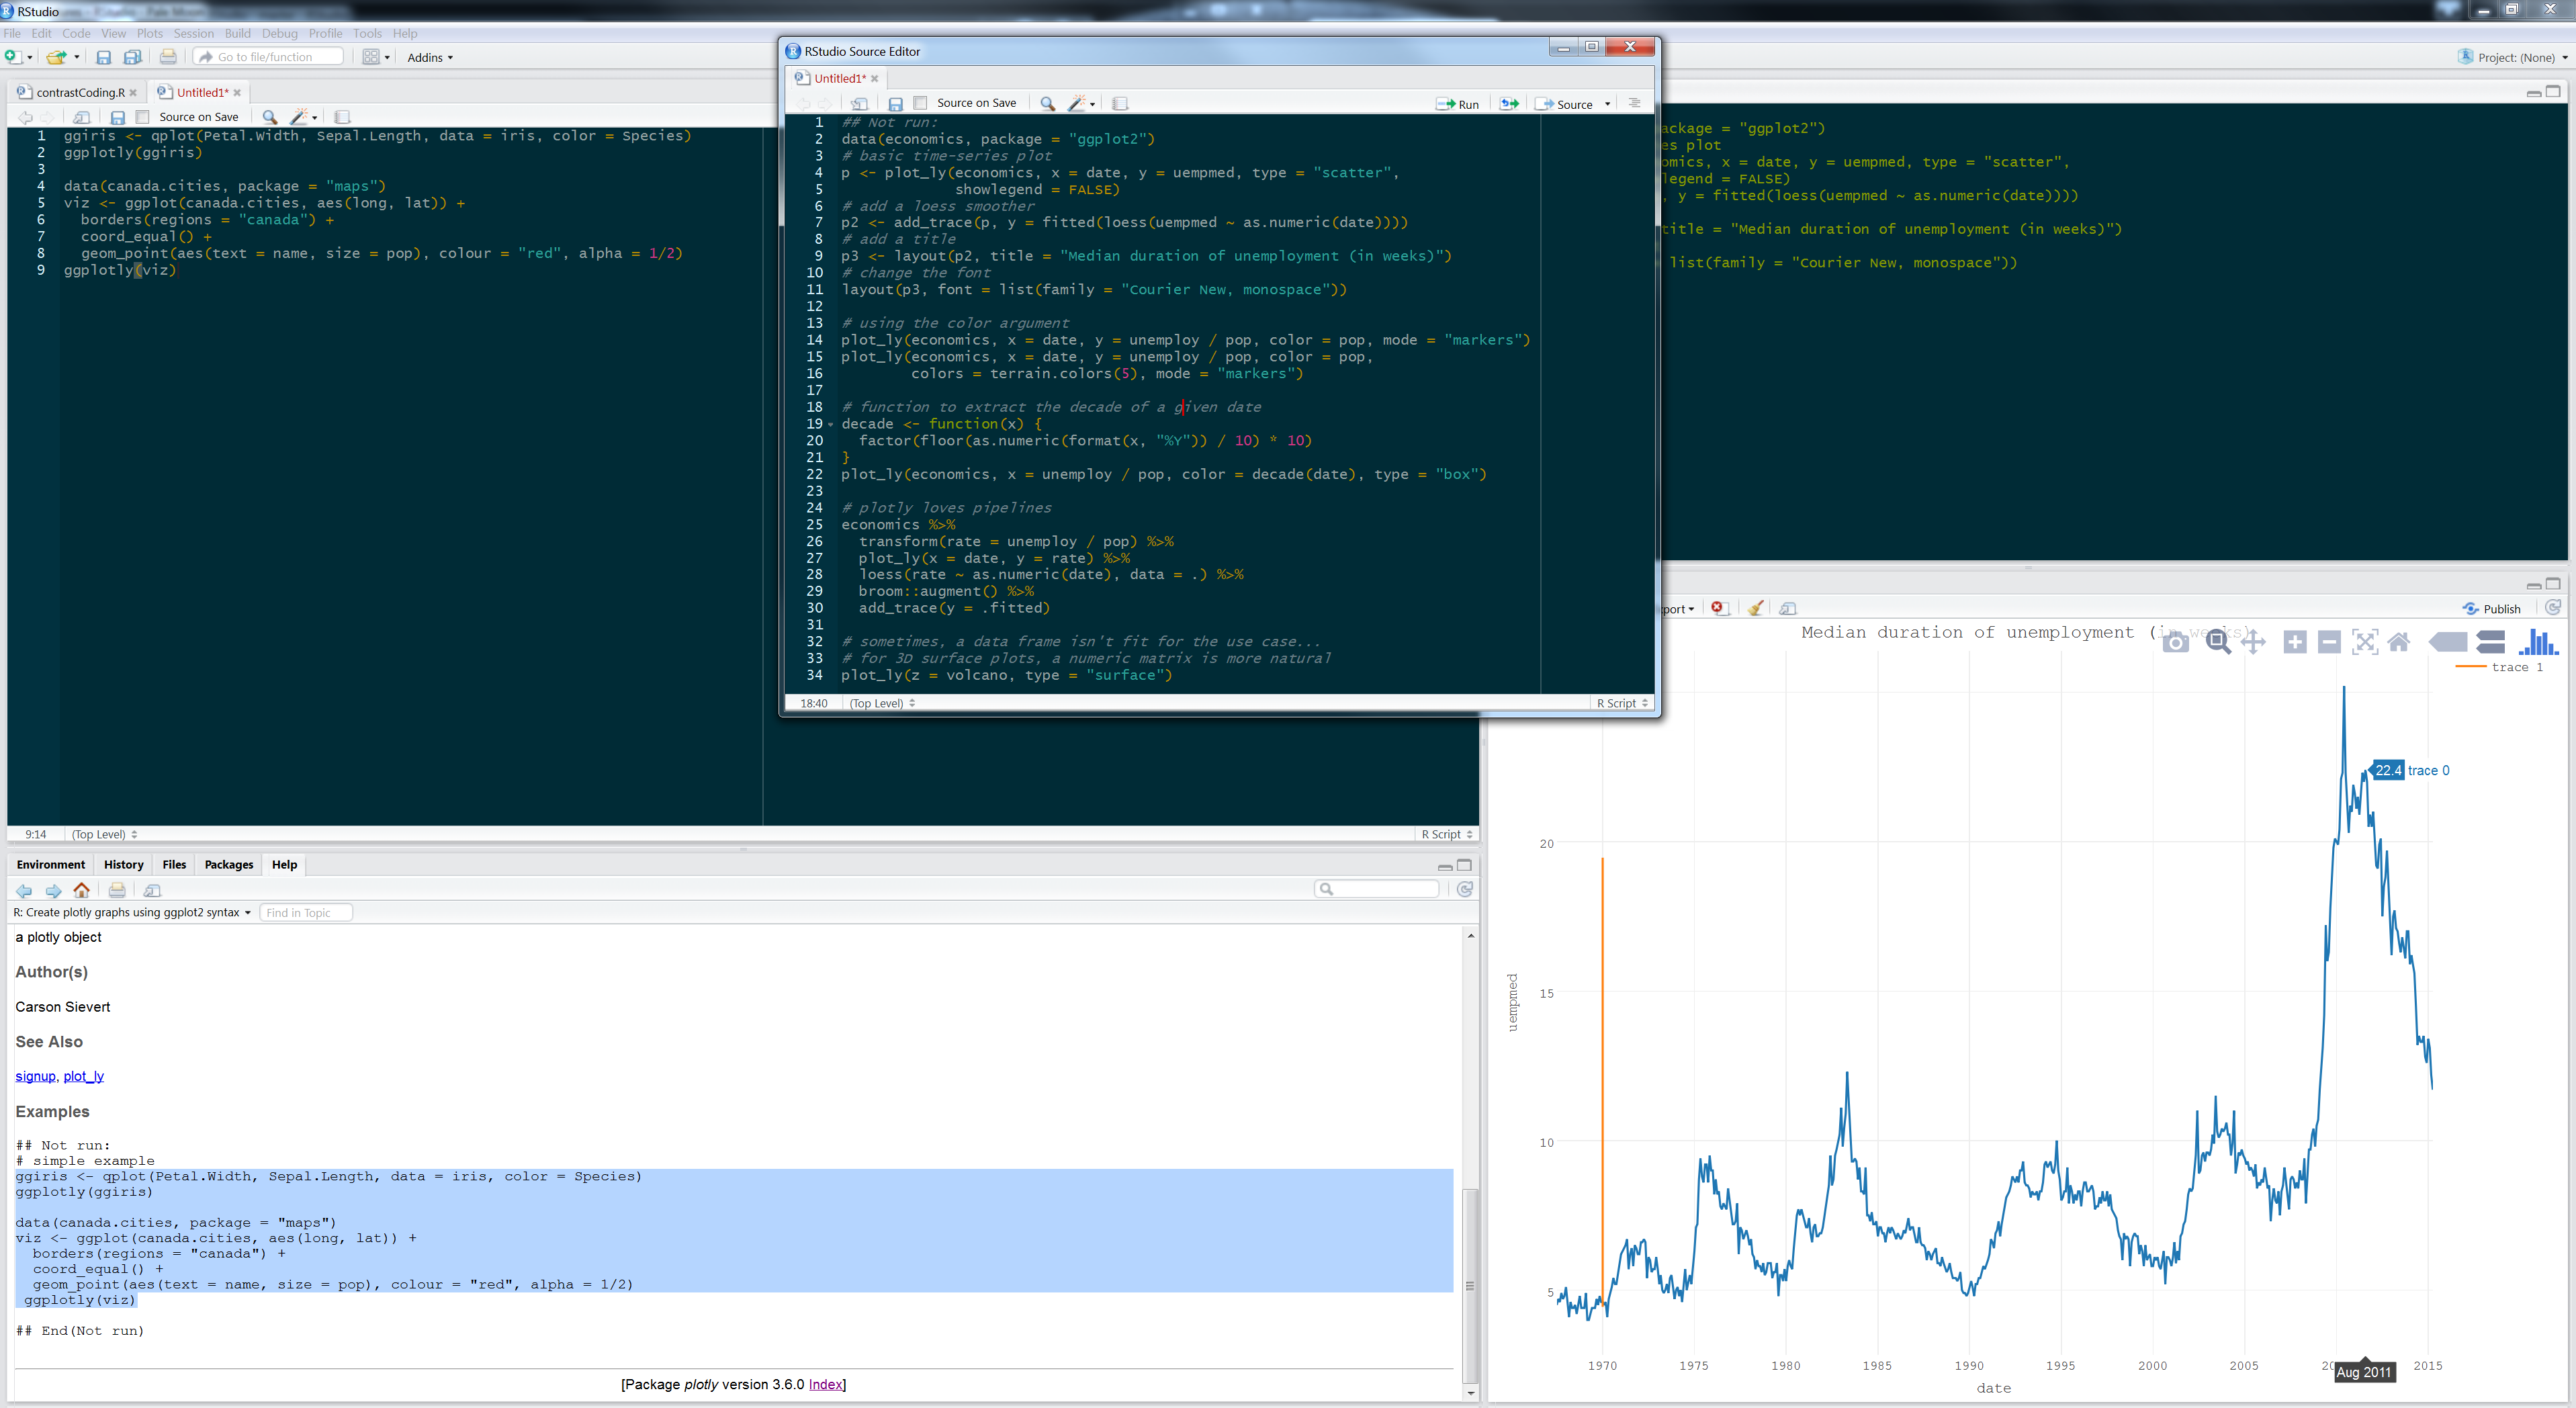 RStudio
File Edit Code View Plots Session Build Debug Profile Tools Help
Go to file/function
Addins
Project: (None)
contrastCoding.R
Untitled1*
Source on Save
1 ggiris <- qplot(Petal.Width, Sepal.Length, data = iris, color = Species)
2 ggplotly(ggiris)
3
4 data(canada.cities, package = "maps")
5 viz <- ggplot(canada.cities, aes(long, lat)) +
6 borders(regions = "canada") +
7 coord_equal() +
8 geom_point(aes(text = name, size = pop), colour = "red", alpha = 1/2)
9 ggplotly(viz)
9:14 (Top Level)
R Script
RStudio Source Editor
Untitled1*
Source on Save
Run
Source
1 ## Not run:
2 data(economics, package = "ggplot2")
3 # basic time-series plot
4 p <- plot_ly(economics, x = date, y = uempmed, type = "scatter",
5 showlegend = FALSE)
6 # add a loess smoother
7 p2 <- add_trace(p, y = fitted(loess(uempmed ~ as.numeric(date))))
8 # add a title
9 p3 <- layout(p2, title = "Median duration of unemployment (in weeks)")
10 # change the font
11 layout(p3, font = list(family = "Courier New, monospace"))
12
13 # using the color argument
14 plot_ly(economics, x = date, y = unemploy / pop, color = pop, mode = "markers")
15 plot_ly(economics, x = date, y = unemploy / pop, color = pop,
16 colors = terrain.colors(5), mode = "markers")
17
18 # function to extract the decade of a given date
19 decade <- function(x) {
20 factor(floor(as.numeric(format(x, "%Y")) / 10) * 10)
21 }
22 plot_ly(economics, x = unemploy / pop, color = decade(date), type = "box")
23
24 # plotly loves pipelines
25 economics %>%
26 transform(rate = unemploy / pop) %>%
27 plot_ly(x = date, y = rate) %>%
28 loess(rate ~ as.numeric(date), data = .) %>%
29 broom::augment() %>%
30 add_trace(y = .fitted)
31
32 # sometimes, a data frame isn't fit for the use case...
33 # for 3D surface plots, a numeric matrix is more natural
34 plot_ly(z = volcano, type = "surface")
18:40 (Top Level)
R Script
ackage = "ggplot2")
es plot
omics, x = date, y = uempmed, type = "scatter",
legend = FALSE)
, y = fitted(loess(uempmed ~ as.numeric(date))))
title = "Median duration of unemployment (in weeks)")
list(family = "Courier New, monospace"))
Environment History Files Packages Help
R: Create plotly graphs using ggplot2 syntax
Find in Topic
a plotly object
Author(s)
Carson Sievert
See Also
signup, plot_ly
Examples
## Not run:
# simple example
ggiris <- qplot(Petal.Width, Sepal.Length, data = iris, color = Species)
ggplotly(ggiris)
data(canada.cities, package = "maps")
viz <- ggplot(canada.cities, aes(long, lat)) +
borders(regions = "canada") +
coord_equal() +
geom_point(aes(text = name, size = pop), colour = "red", alpha = 1/2)
ggplotly(viz)
## End(Not run)
[Package plotly version 3.6.0 Index]
port
Publish
Median duration of unemployment (in weeks)
trace 1
22.4 trace 0
20
15
10
5
uempmed
1970 1975 1980 1985 1990 1995 2000 2005 20 2015
Aug 2011
date